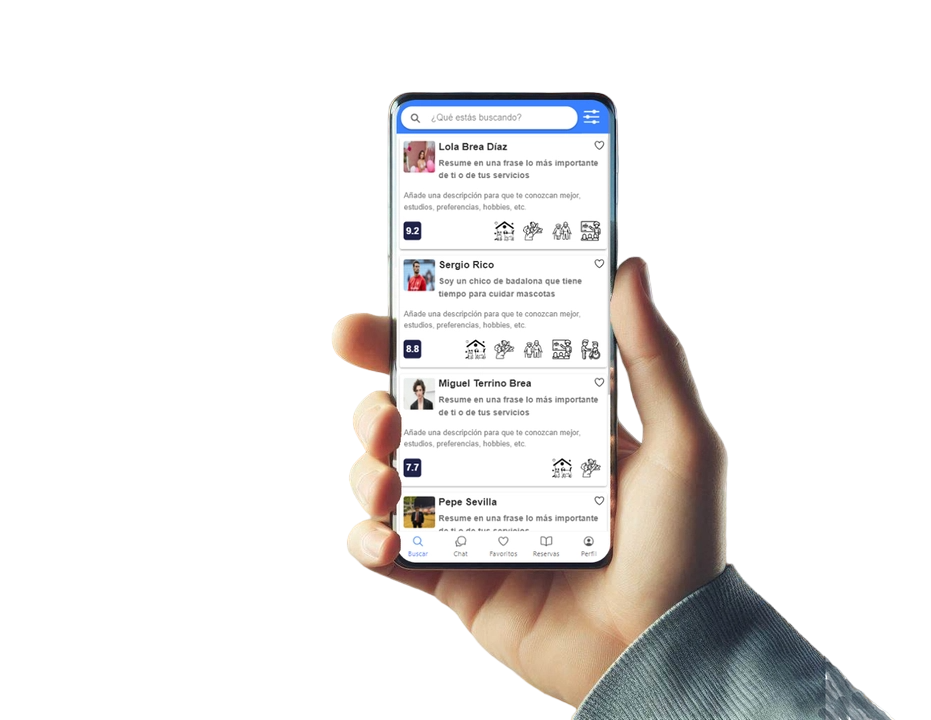 ¿Qué estás buscando?
Lola Brea Díaz
Resume en una frase lo más importante
de ti o de tus servicios
Añade una descripción para que te conozcan mejor,
estudios, preferencias, hobbies, etc.
9.2
Sergio Rico
Soy un chico de badalona que tiene
tiempo para cuidar mascotas
Añade una descripción para que te conozcan mejor,
estudios, preferencias, hobbies, etc.
8.8
Miguel Terrino Brea
Resume en una frase lo más importante
de ti o de tus servicios
Añade una descripción para que te conozcan mejor,
estudios, preferencias, hobbies, etc.
7.7
Pepe Sevilla
Resume en una frase lo más importante
de ti o de tus servicios
Buscar Chat Favoritos Reservas Perfil